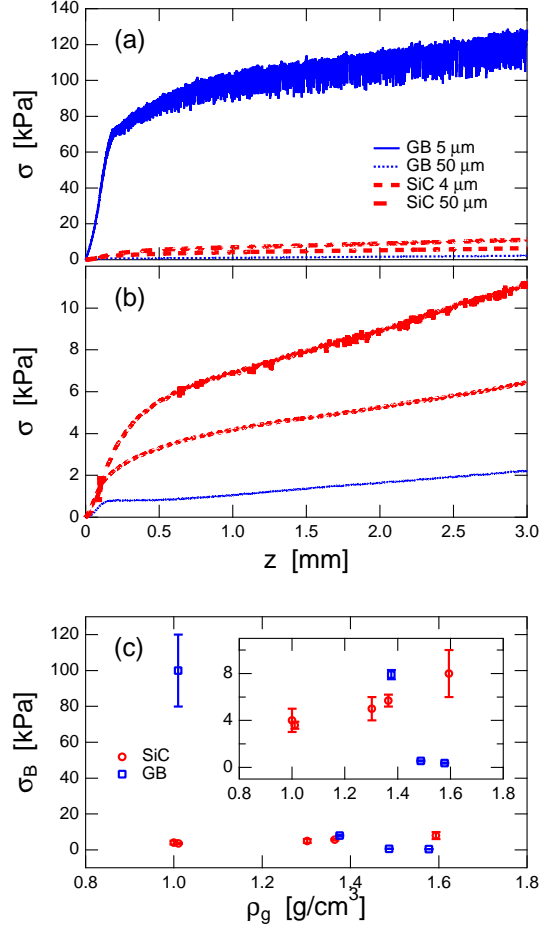 140
120
100
80
60
40
20
0
σ [kPa]
(a)
GB 5 μm
GB 50 μm
SiC 4 μm
SiC 50 μm
10
8
6
4
2
0
σ [kPa]
(b)
0 0.5 1.0 1.5 2.0 2.5 3.0
z [mm]
120
100
80
60
40
20
0
σB [kPa]
(c)
SiC
GB
8
4
0
0.8 1.0 1.2 1.4 1.6 1.8
0.8 1.0 1.2 1.4 1.6 1.8
ρg [g/cm3]